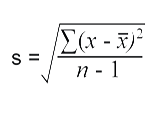 s = √(∑(x - x̄)² / n - 1)